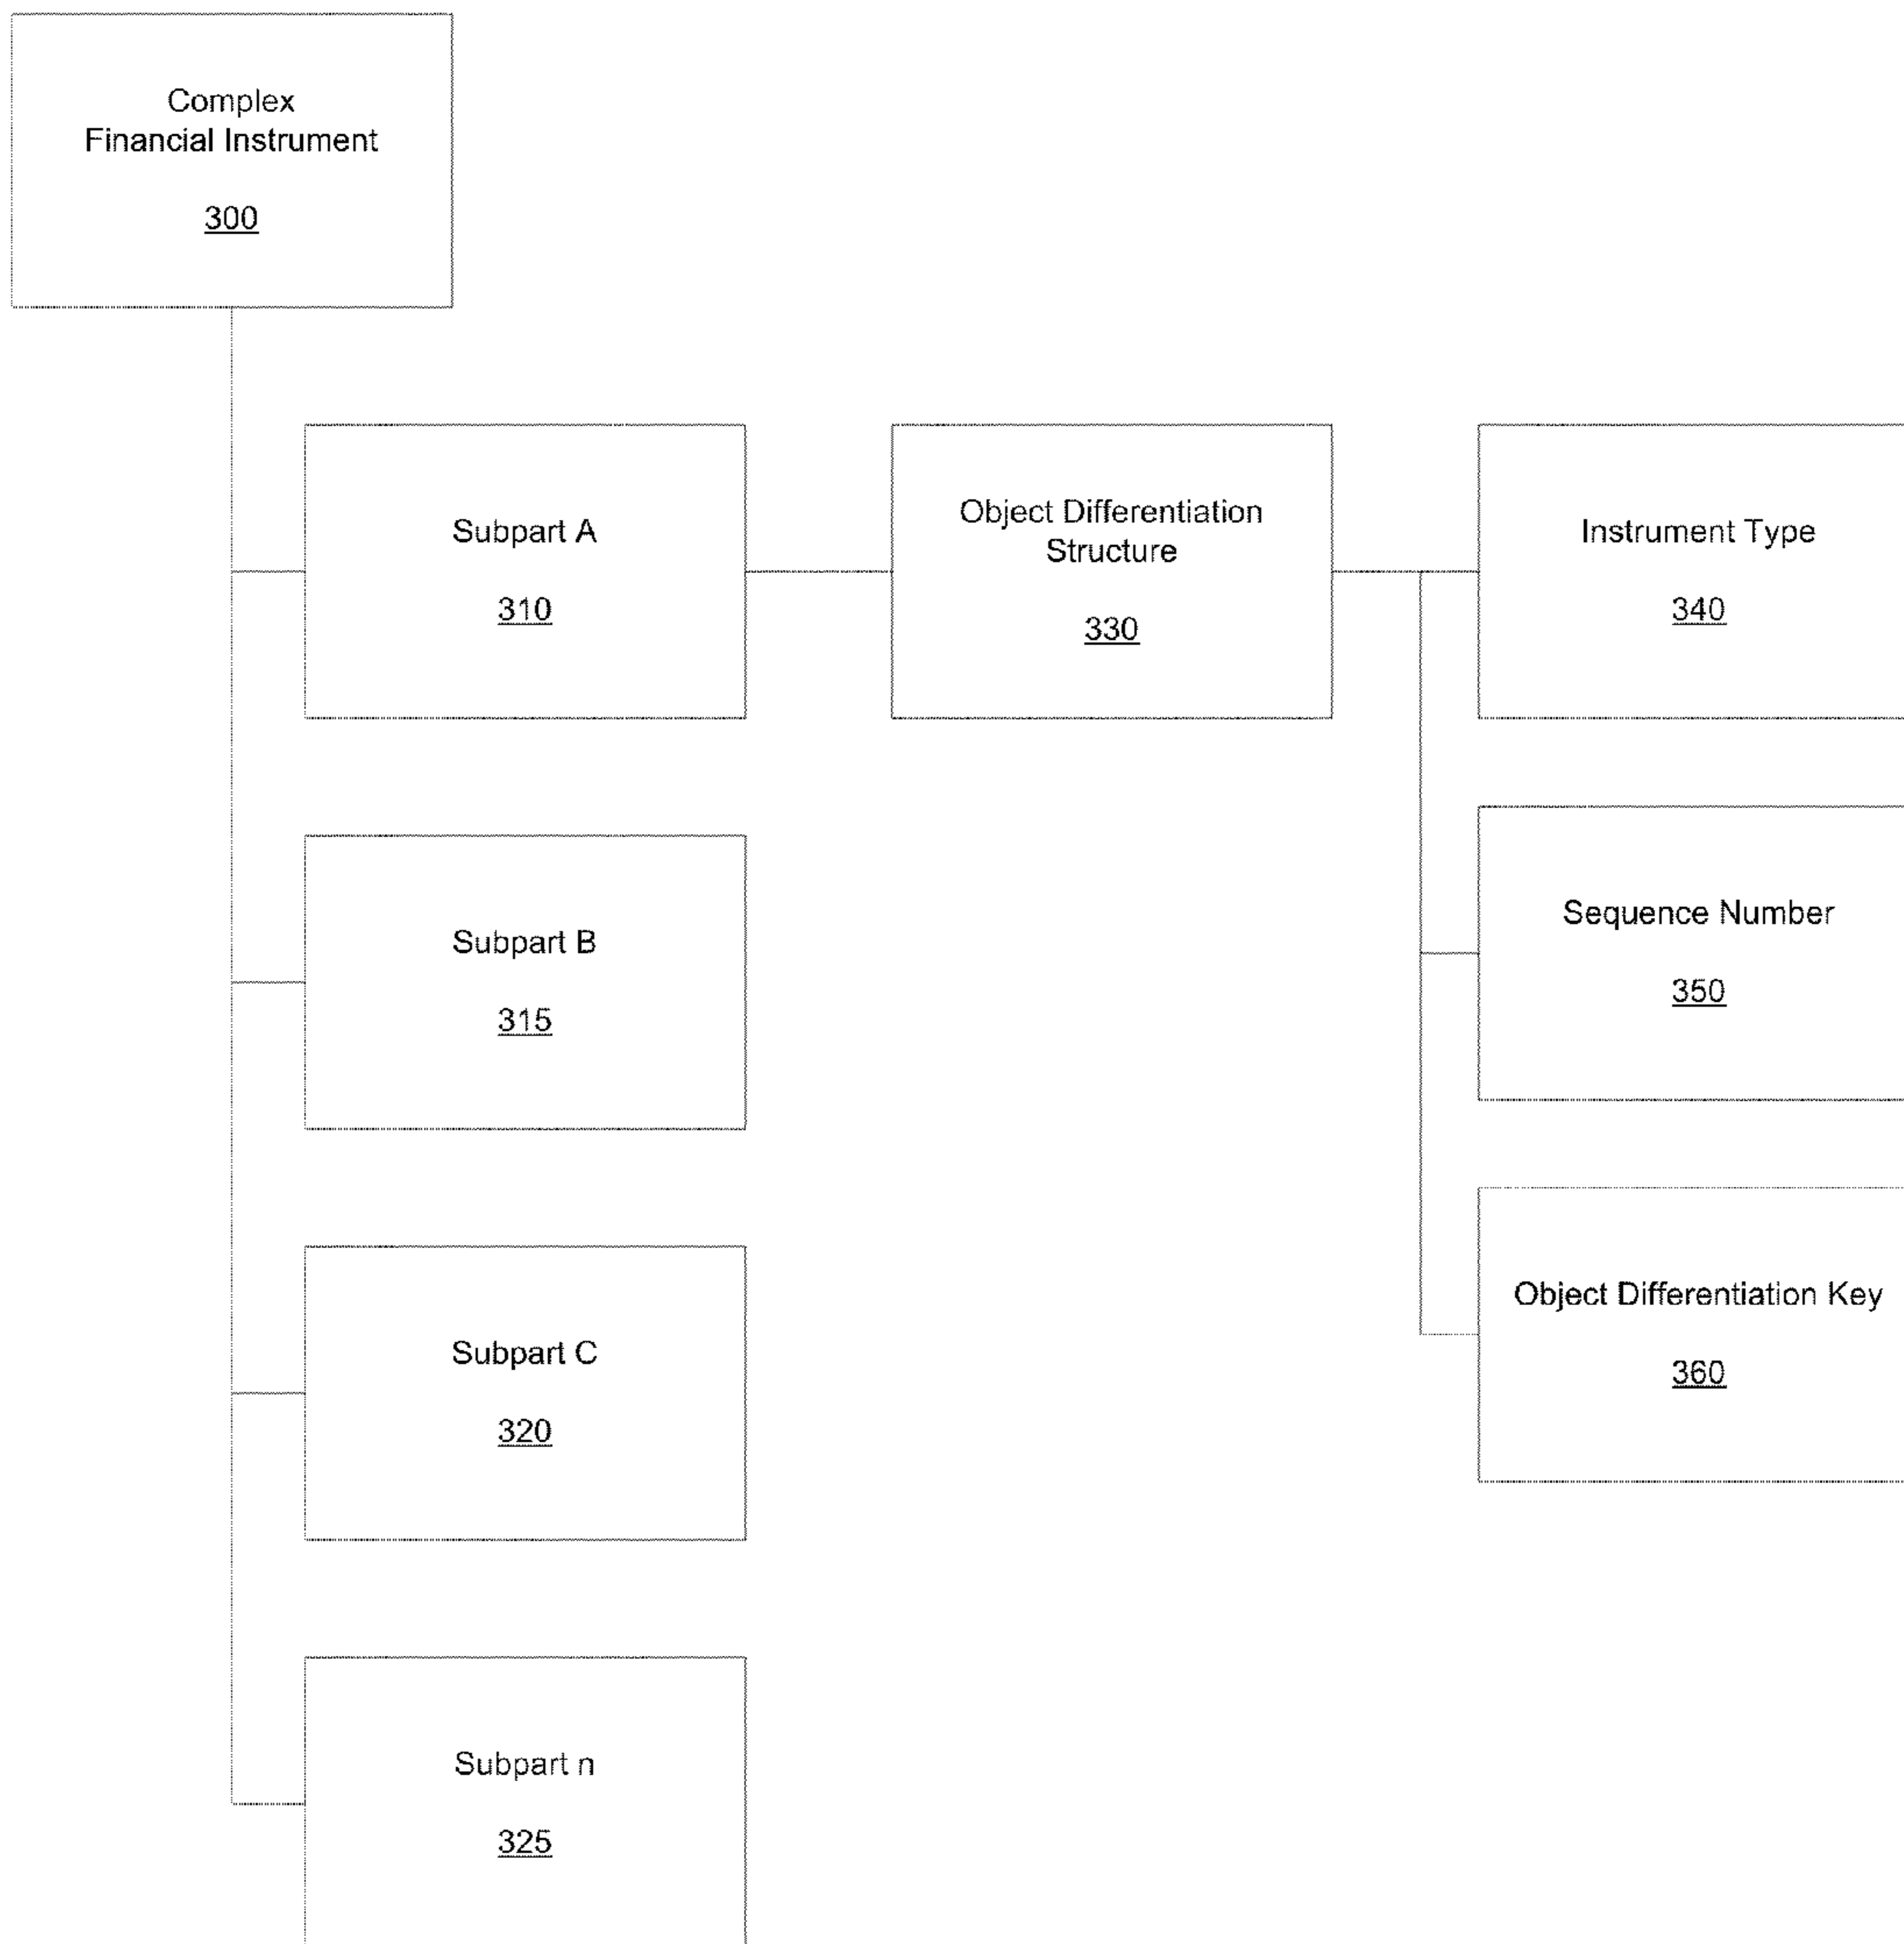 Complex
Financial Instrument
300
Subpart A
310
Object Differentiation
Structure
330
Instrument Type
340
Subpart B
315
Sequence Number
350
Subpart C
320
Object Differentiation Key
360
Subpart n
325